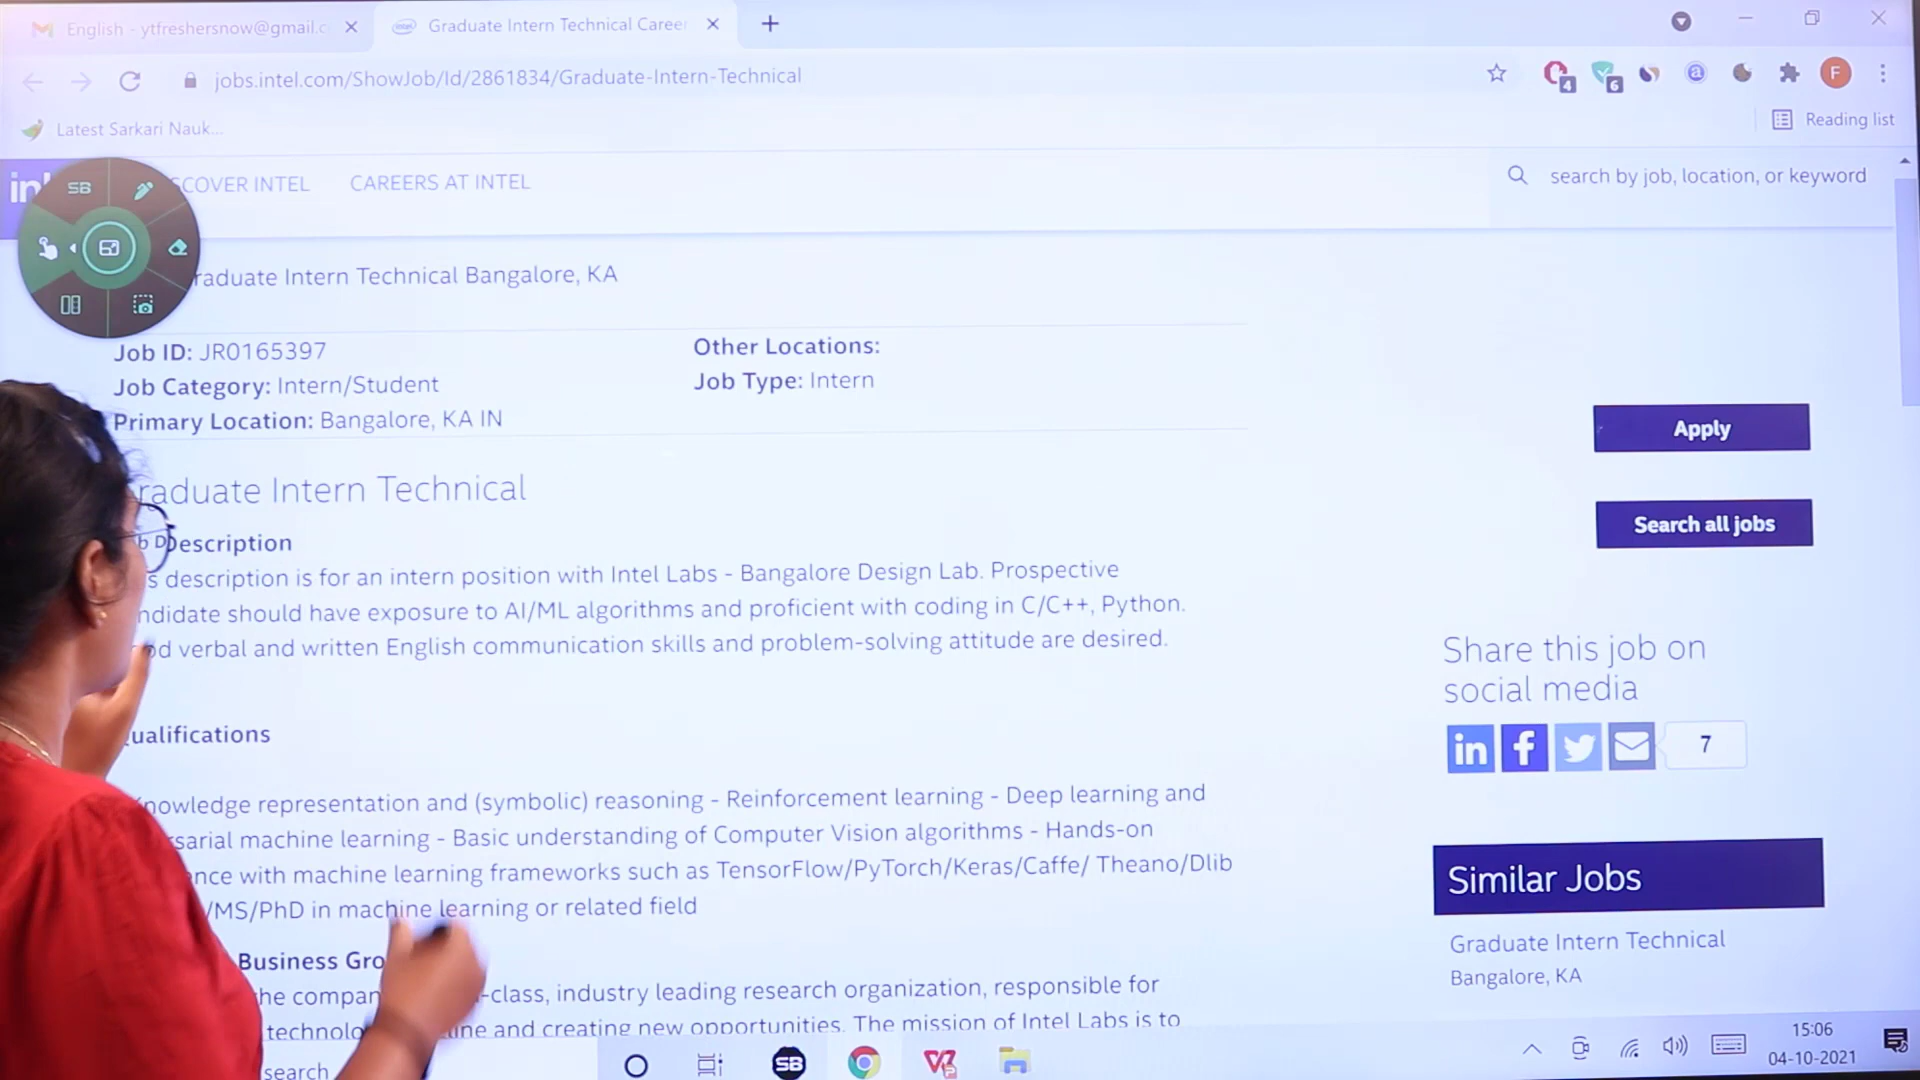 English - ytfreshersnow@gmail.c
Graduate Intern Technical Career
jobs.intel.com/ShowJob/Id/2861834/Graduate-Intern-Technical
4
6
a
F
Latest Sarkari Nauk...
Reading list
SB
COVER INTEL
CAREERS AT INTEL
search by job, location, or keyword
raduate Intern Technical Bangalore, KA
Job ID: JR0165397
Other Locations:
Job Category: Intern/Student
Job Type: Intern
Primary Location: Bangalore, KA IN
Apply
raduate Intern Technical
Search all jobs
Description
s description is for an intern position with Intel Labs - Bangalore Design Lab. Prospective
ndidate should have exposure to AI/ML algorithms and proficient with coding in C/C++, Python.
od verbal and written English communication skills and problem-solving attitude are desired.
Share this job on
social media
in f 7
ualifications
nowledge representation and (symbolic) reasoning - Reinforcement learning - Deep learning and
sarial machine learning - Basic understanding of Computer Vision algorithms - Hands-on
nce with machine learning frameworks such as TensorFlow/PyTorch/Keras/Caffe/ Theano/Dlib
/MS/PhD in machine learning or related field
Similar Jobs
Graduate Intern Technical
Bangalore, KA
Business Gro
he compan -class, industry leading research organization, responsible for
technolo line and creating new opportunities. The mission of Intel Labs is to
search
SB
15:06
04-10-2021